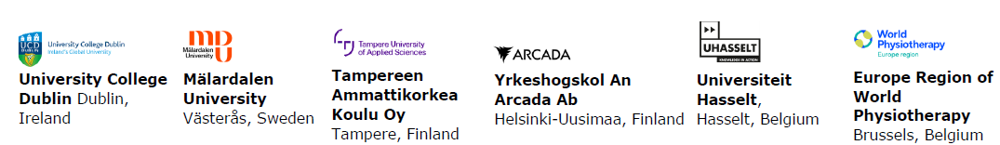 UCD
DUBLIN
University College Dublin
Ireland's Global University
University College
Dublin Dublin,
Ireland
MDU
Mälardalen
University
Mälardalen
University
Västerås, Sweden
Tampere University
of Applied Sciences
Tampereen
Ammattikorkea
Koulu Oy
Tampere, Finland
ARCADA
Yrkeshogskol An
Arcada Ab
Helsinki-Uusimaa, Finland
UHASSELT
KNOWLEDGE IN ACTION
Universiteit
Hasselt,
Hasselt, Belgium
World
Physiotherapy
Europe region
Europe Region of
World
Physiotherapy
Brussels, Belgium